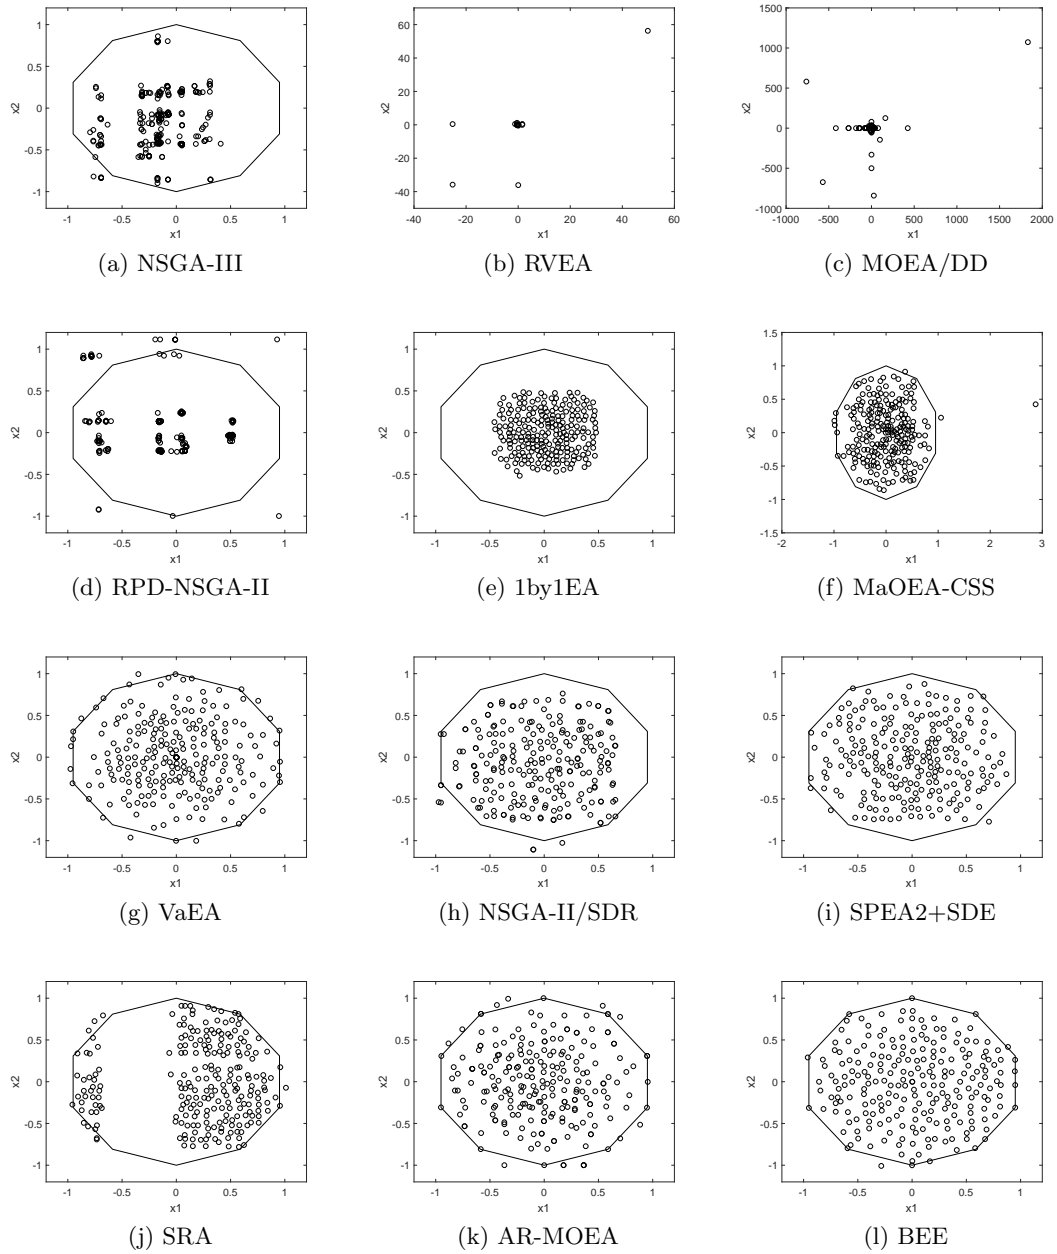 1
0.5
0
-0.5
-1
x2
-1 -0.5 0 0.5 1
x1
(a) NSGA-III
60
40
20
0
-20
-40
x2
-40 -20 0 20 40 60
x1
(b) RVEA
1500
1000
500
0
-500
-1000
x2
-1000 -500 0 500 1000 1500 2000
x1
(c) MOEA/DD
1
0.5
0
-0.5
-1
x2
-1 -0.5 0 0.5 1
x1
(d) RPD-NSGA-II
1
0.5
0
-0.5
-1
x2
-1 -0.5 0 0.5 1
x1
(e) 1by1EA
1.5
1
0.5
0
-0.5
-1
-1.5
x2
-2 -1 0 1 2 3
x1
(f) MaOEA-CSS
1
0.5
0
-0.5
-1
x2
-1 -0.5 0 0.5 1
x1
(g) VaEA
1
0.5
0
-0.5
-1
x2
-1 -0.5 0 0.5 1
x1
(h) NSGA-II/SDR
1
0.5
0
-0.5
-1
x2
-1 -0.5 0 0.5 1
x1
(i) SPEA2+SDE
1
0.5
0
-0.5
-1
x2
-1 -0.5 0 0.5 1
x1
(j) SRA
1
0.5
0
-0.5
-1
x2
-1 -0.5 0 0.5 1
x1
(k) AR-MOEA
1
0.5
0
-0.5
-1
x2
-1 -0.5 0 0.5 1
x1
(l) BEE